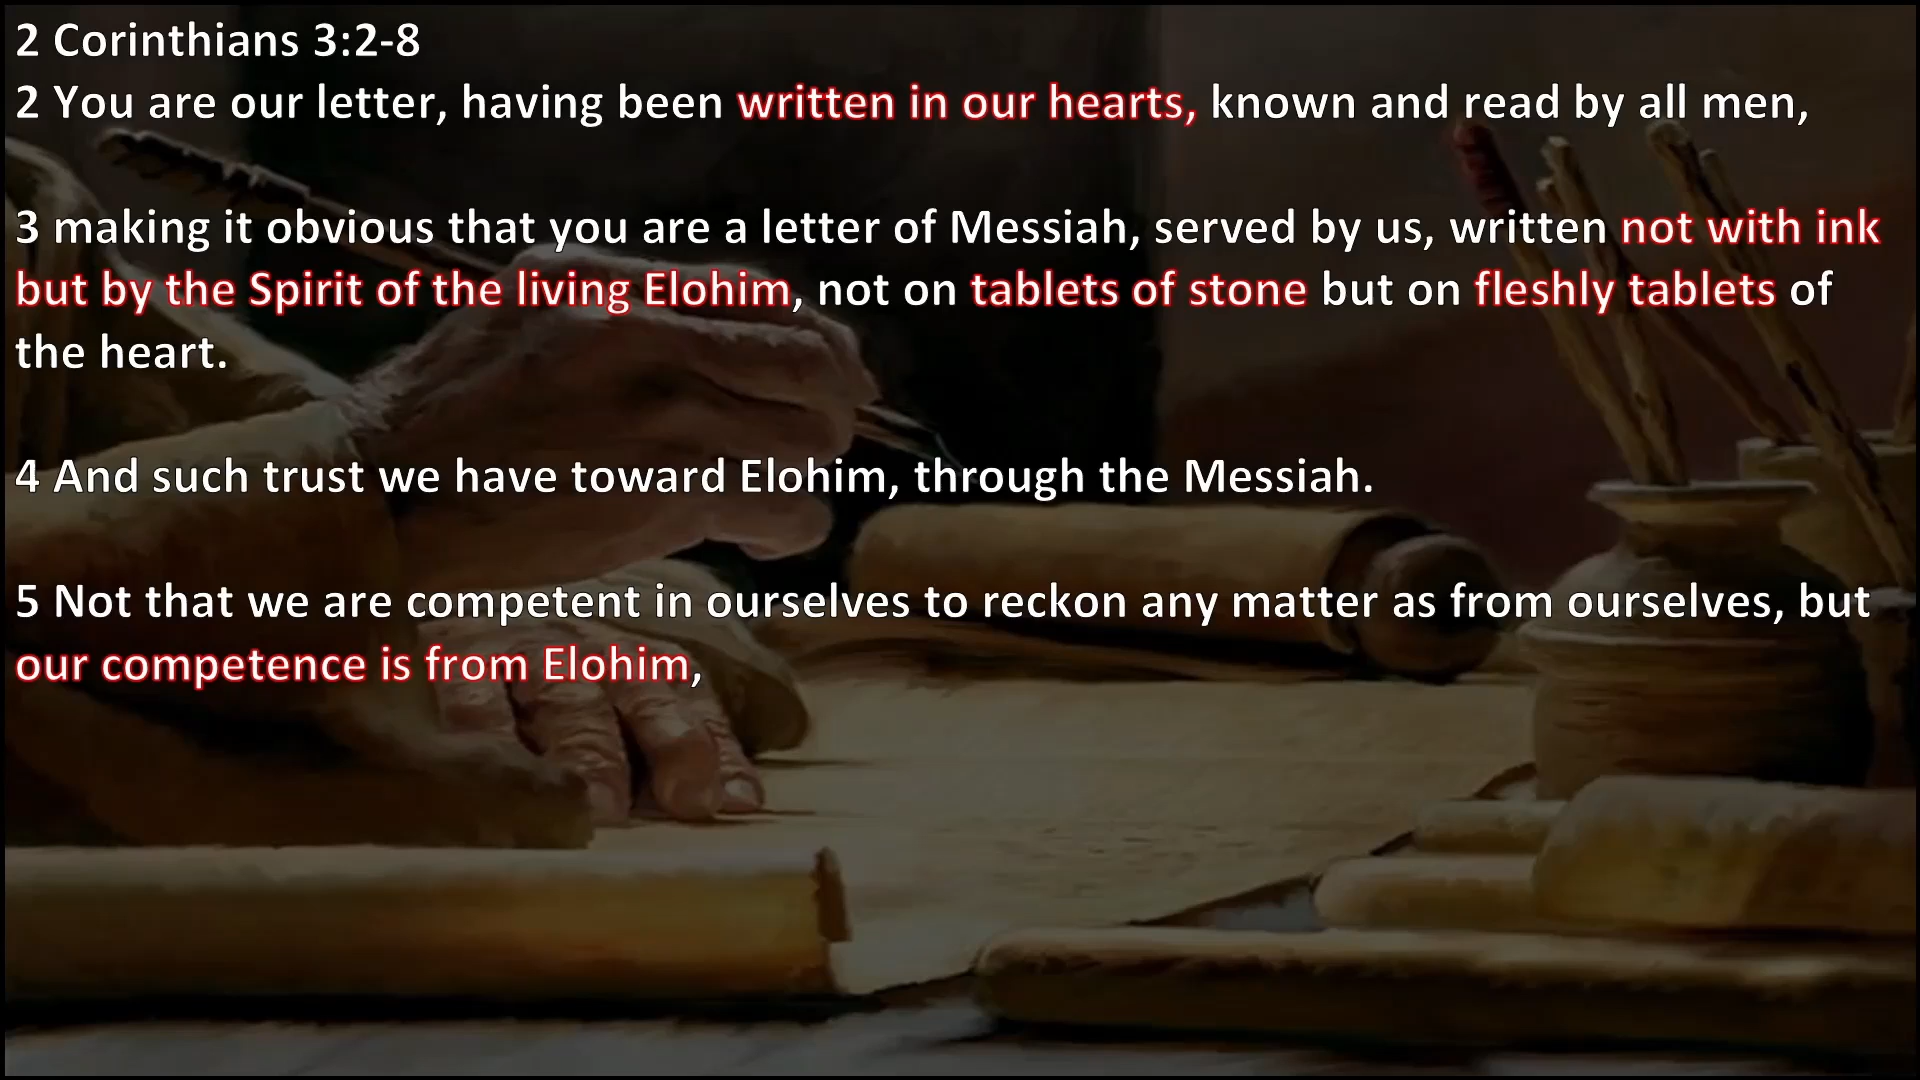 2 Corinthians 3:2-8
2 You are our letter, having been written in our hearts, known and read by all men,
3 making it obvious that you are a letter of Messiah, served by us, written not with ink
but by the Spirit of the living Elohim, not on tablets of stone but on fleshly tablets of
the heart.
4 And such trust we have toward Elohim, through the Messiah.
5 Not that we are competent in ourselves to reckon any matter as from ourselves, but
our competence is from Elohim,